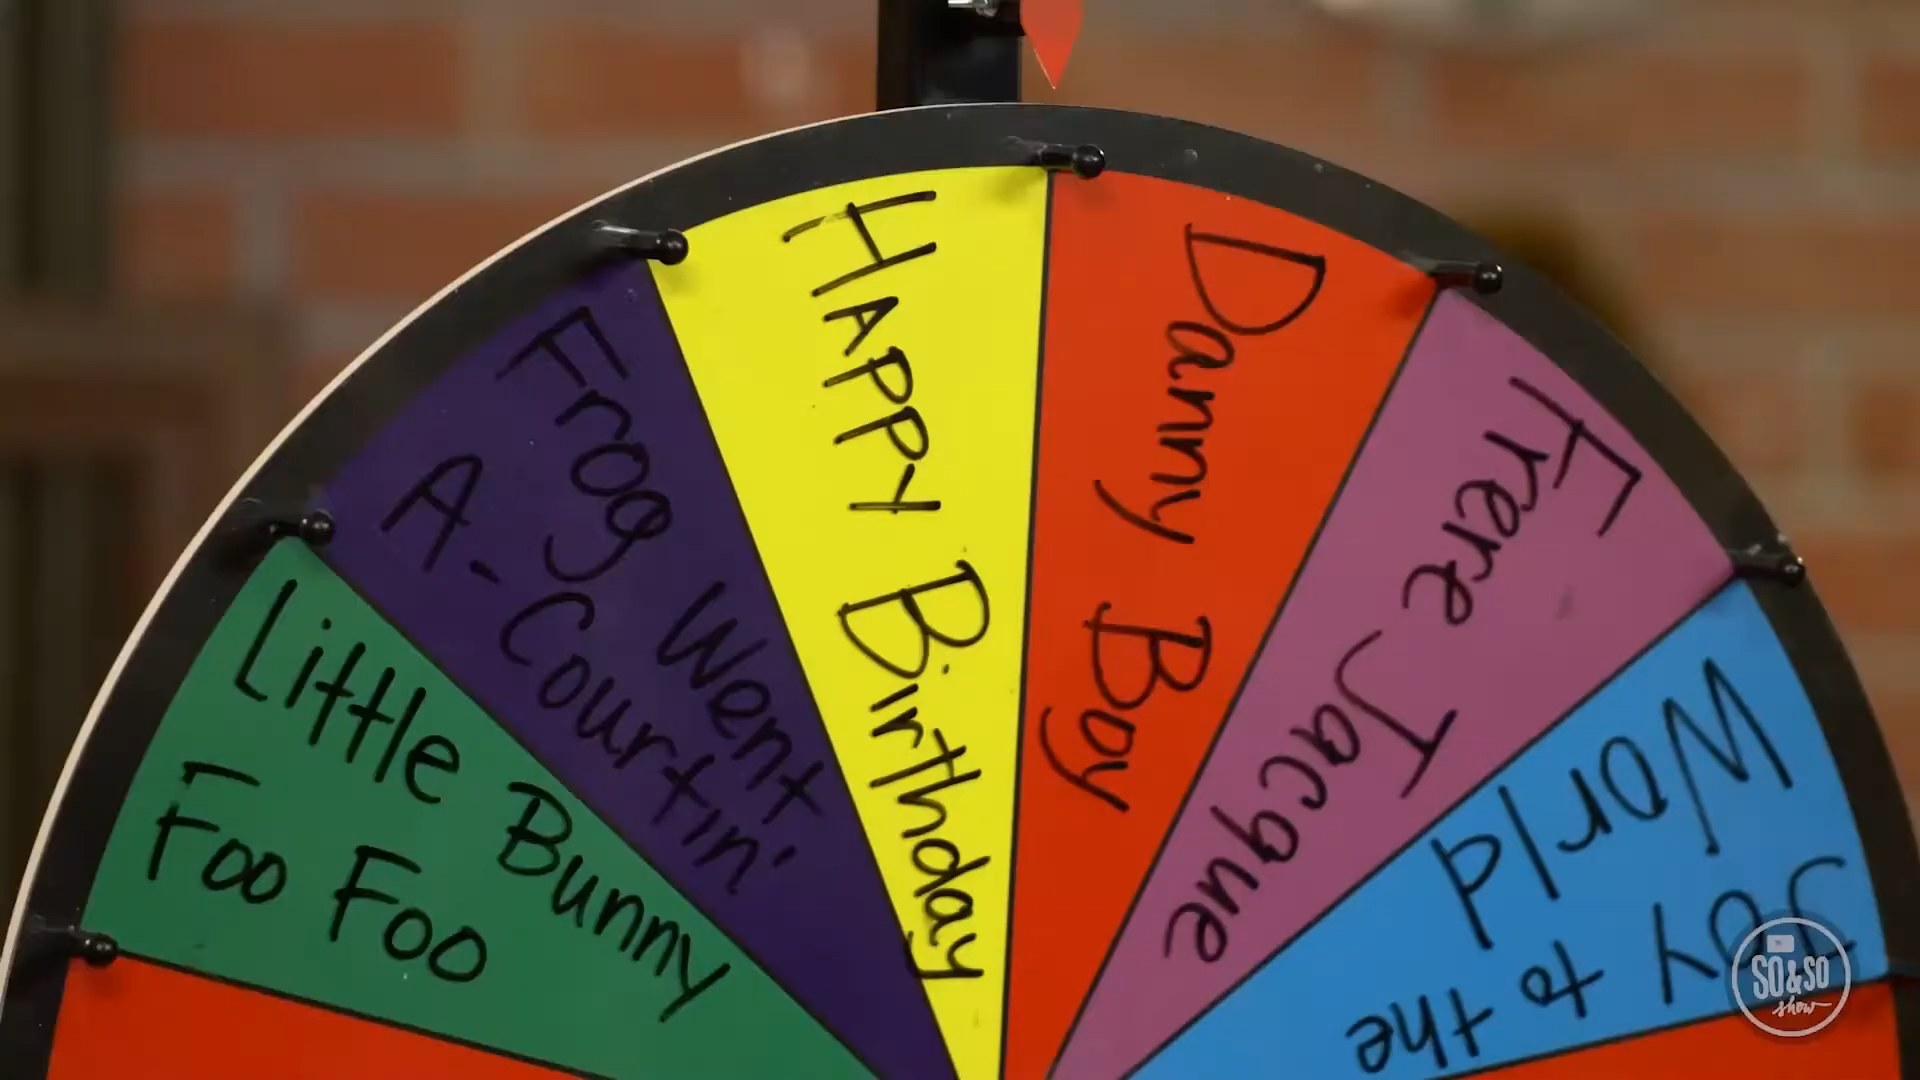 Little Bunny
Foo Foo
Frog Went
A-Courtin'
Happy Birthday
Danny Boy
Frere Jacque
Joy to the
World
SO&SO
show